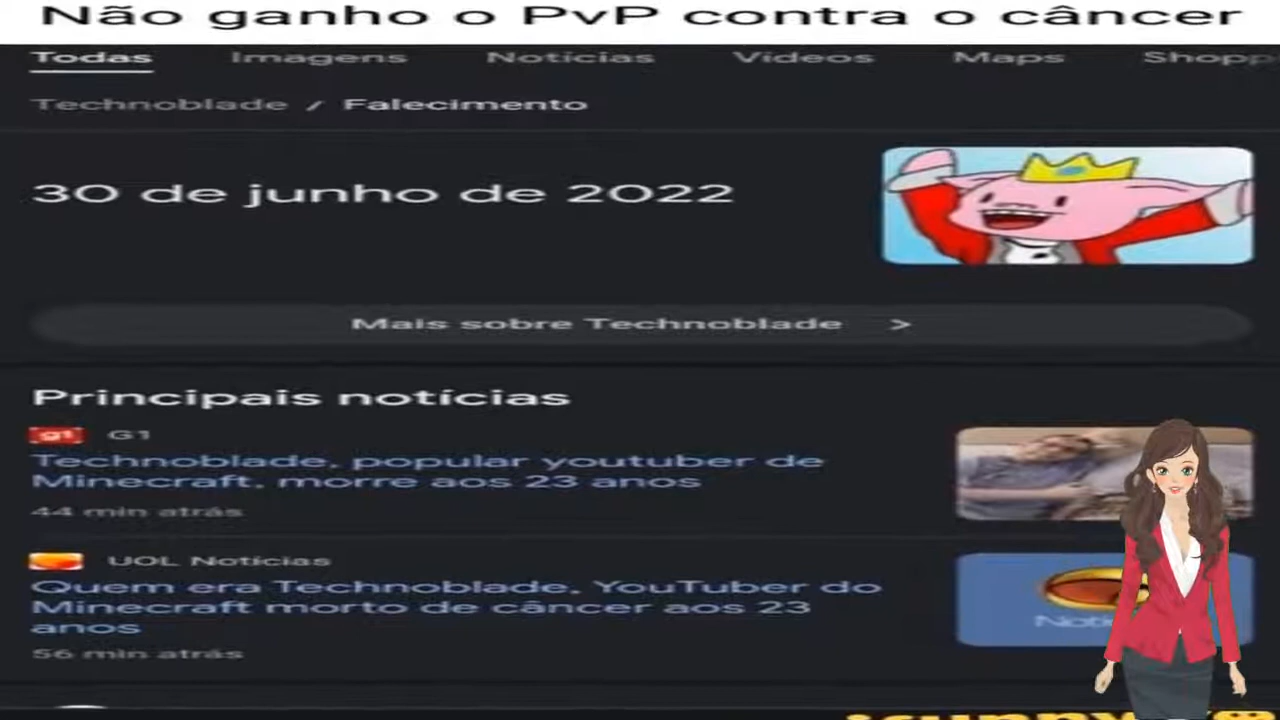 Não ganho o PvP contra o câncer
Todas Imagens Notícias Vídeos Maps Shopp
Technoblade / Falecimento
30 de junho de 2022
Mais sobre Technoblade >
Principais notícias
g1 G1
Technoblade, popular youtuber de
Minecraft, morre aos 23 anos
44 min atrás
UOL Notícias
Quem era Technoblade, YouTuber do
Minecraft morto de câncer aos 23
anos
56 min atrás